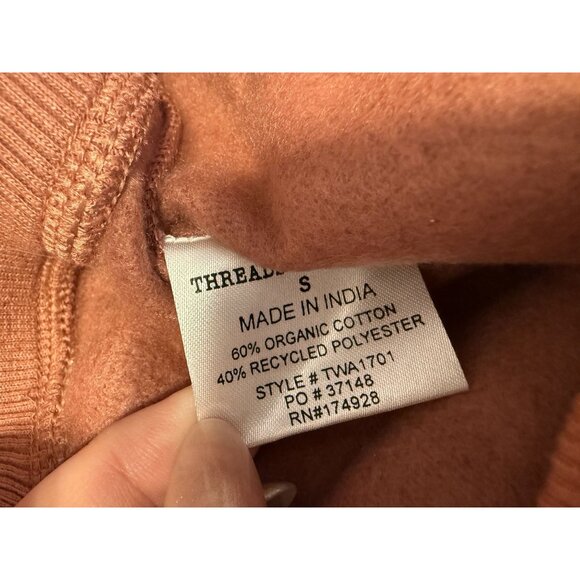 S
MADE IN INDIA
60% ORGANIC COTTON
40% RECYCLED POLYESTER
STYLE # TWA1701
PO # 37148
RN#174928